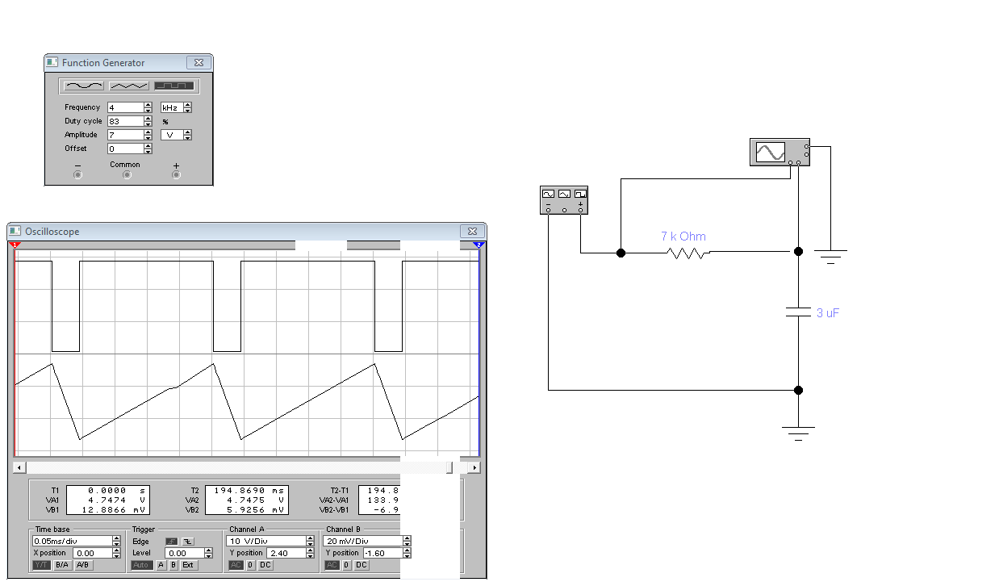 Function Generator
Frequency 4 kHz
Duty cycle 83 %
Amplitude 7 V
Offset 0
− Common +
7 k Ohm
3 uF
Oscilloscope
1 2
T1 0.0000 s T2 194.8690 ms T2-T1 194.8
VA1 4.7474 V VA2 4.7475 V VA2-VA1 133.9
VB1 12.8866 mV VB2 5.9256 mV VB2-VB1 -6.9
Time base Trigger Channel A Channel B
0.05ms/div Edge 10 V/Div 20 mV/Div
X position 0.00 Level 0.00 Y position 2.40 Y position -1.60
Y/T B/A A/B Auto A B Ext AC 0 DC AC 0 DC